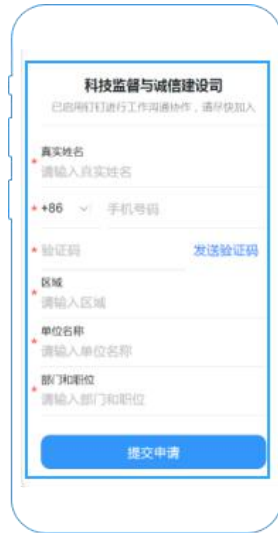 科技监督与诚信建设司
已启用钉钉进行工作沟通协作，请尽快加入
真实姓名
* 请输入真实姓名
* +86 手机号码
* 验证码 发送验证码
区域
* 请输入区域
单位名称
* 请输入单位名称
部门和职位
* 请输入部门和职位
提交申请